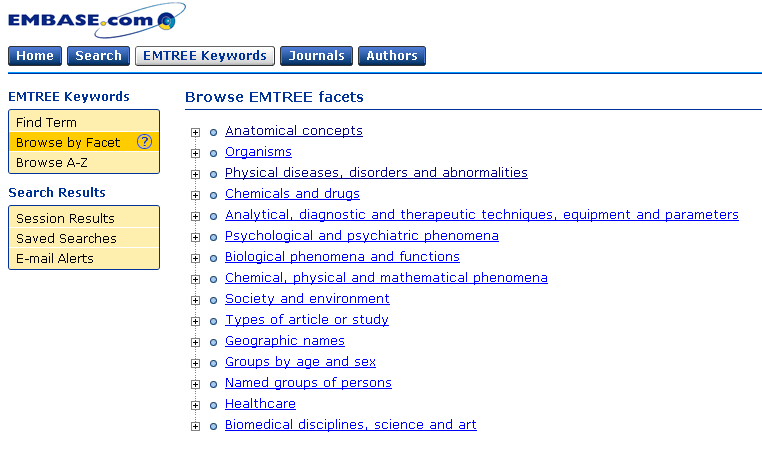 EMBASE.com
Home Search EMTREE Keywords Journals Authors
EMTREE Keywords
Find Term
Browse by Facet ?
Browse A-Z
Search Results
Session Results
Saved Searches
E-mail Alerts
Browse EMTREE facets
Anatomical concepts
Organisms
Physical diseases, disorders and abnormalities
Chemicals and drugs
Analytical, diagnostic and therapeutic techniques, equipment and parameters
Psychological and psychiatric phenomena
Biological phenomena and functions
Chemical, physical and mathematical phenomena
Society and environment
Types of article or study
Geographic names
Groups by age and sex
Named groups of persons
Healthcare
Biomedical disciplines, science and art